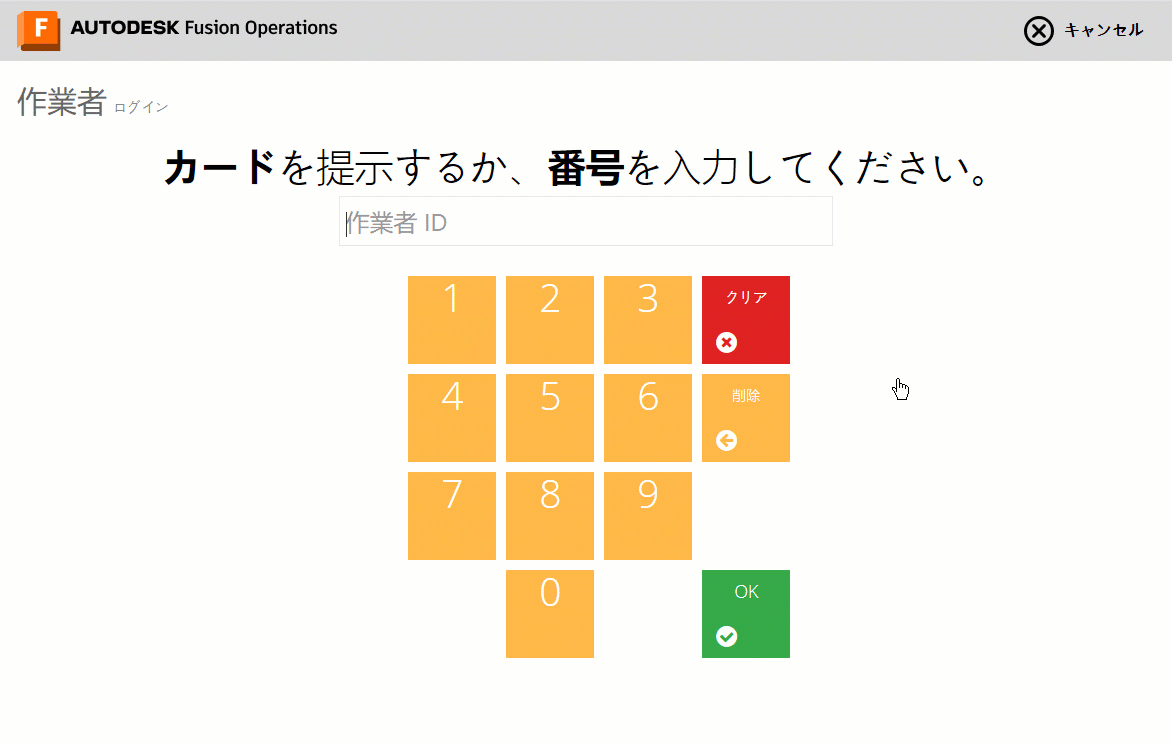 F AUTODESK Fusion Operations キャンセル
作業者 ログイン
カードを提示するか、番号を入力してください。
作業者 ID
1 2 3 クリア
4 5 6 削除
7 8 9
0 OK